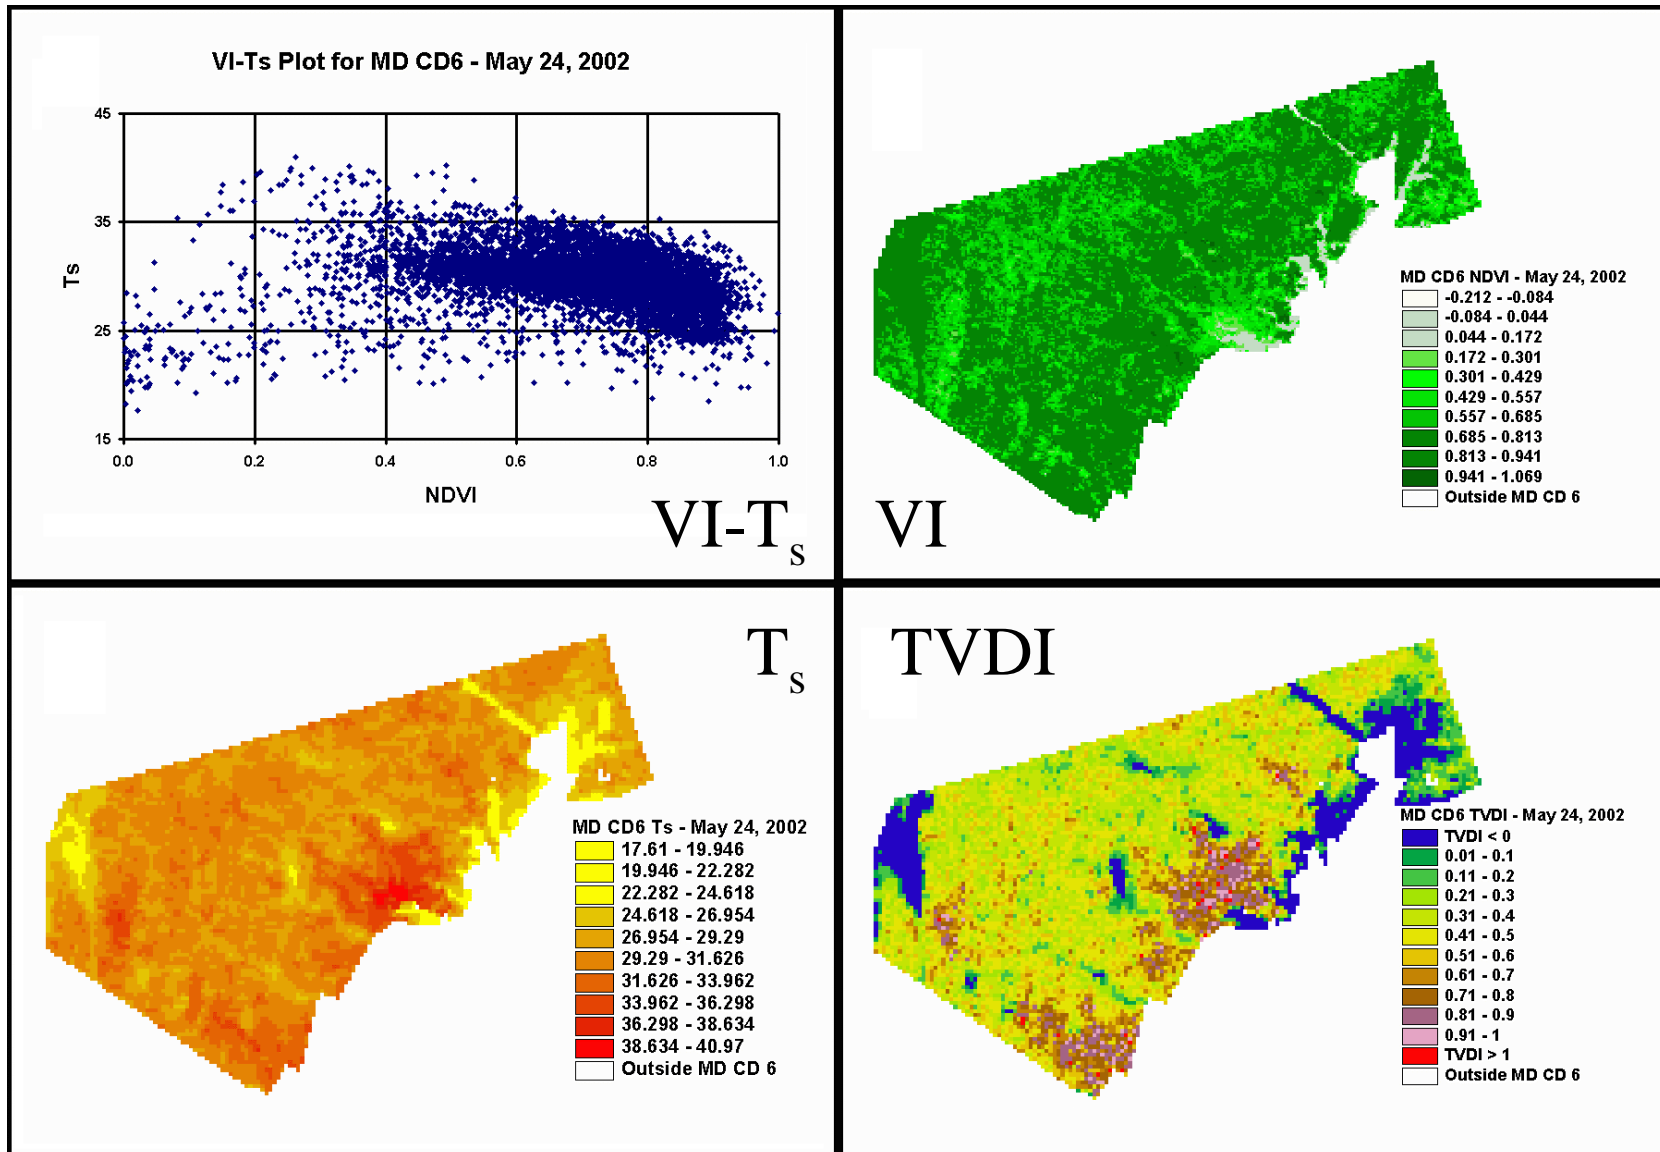 VI-Ts Plot for MD CD6 - May 24, 2002
45
35
25
15
Ts
0.0 0.2 0.4 0.6 0.8 1.0
NDVI
VI-Ts
VI
MD CD6 NDVI - May 24, 2002
-0.212 - -0.084
-0.084 - 0.044
0.044 - 0.172
0.172 - 0.301
0.301 - 0.429
0.429 - 0.557
0.557 - 0.685
0.685 - 0.813
0.813 - 0.941
0.941 - 1.069
Outside MD CD 6
Ts
MD CD6 Ts - May 24, 2002
17.61 - 19.946
19.946 - 22.282
22.282 - 24.618
24.618 - 26.954
26.954 - 29.29
29.29 - 31.626
31.626 - 33.962
33.962 - 36.298
36.298 - 38.634
38.634 - 40.97
Outside MD CD 6
TVDI
MD CD6 TVDI - May 24, 2002
TVDI < 0
0.01 - 0.1
0.11 - 0.2
0.21 - 0.3
0.31 - 0.4
0.41 - 0.5
0.51 - 0.6
0.61 - 0.7
0.71 - 0.8
0.81 - 0.9
0.91 - 1
TVDI > 1
Outside MD CD 6